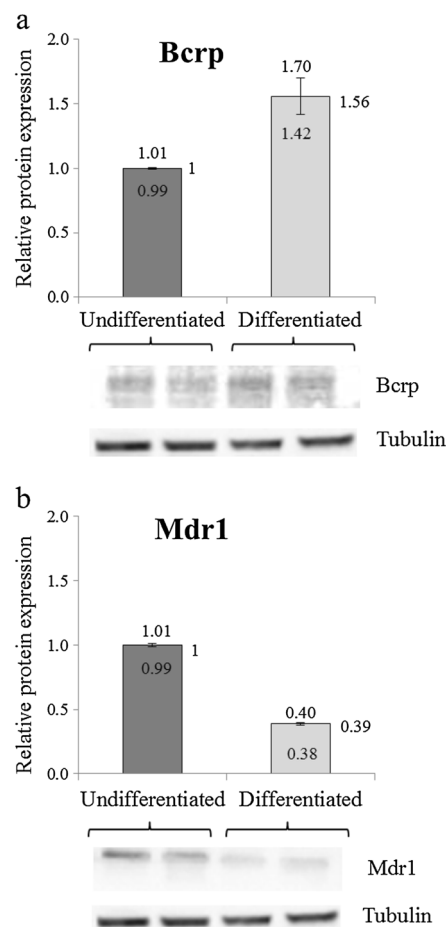 a
Bcrp
Relative protein expression
2.0
1.5
1.0
0.5
0.0
1.01
1
0.99
1.70
1.56
1.42
Undifferentiated Differentiated
Bcrp
Tubulin
b
Mdr1
Relative protein expression
2.0
1.5
1.0
0.5
0.0
1.01
1
0.99
0.40
0.39
0.38
Undifferentiated Differentiated
Mdr1
Tubulin